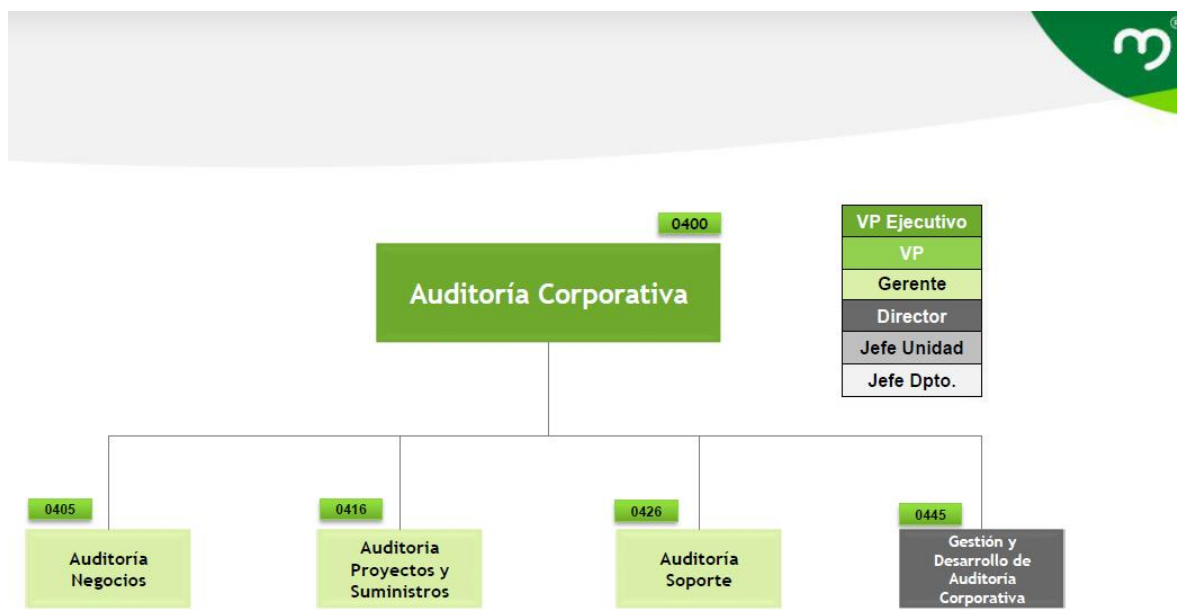 ®
0400
Auditoría Corporativa
VP Ejecutivo
VP
Gerente
Director
Jefe Unidad
Jefe Dpto.
0405
Auditoría
Negocios
0416
Auditoria
Proyectos y
Suministros
0426
Auditoría
Soporte
0445
Gestión y
Desarrollo de
Auditoría
Corporativa